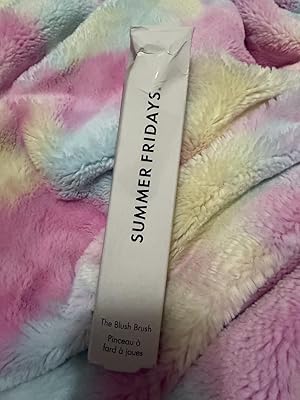 SUMMER FRIDAYS
The Blush Brush
Pinceau à
fard à joues